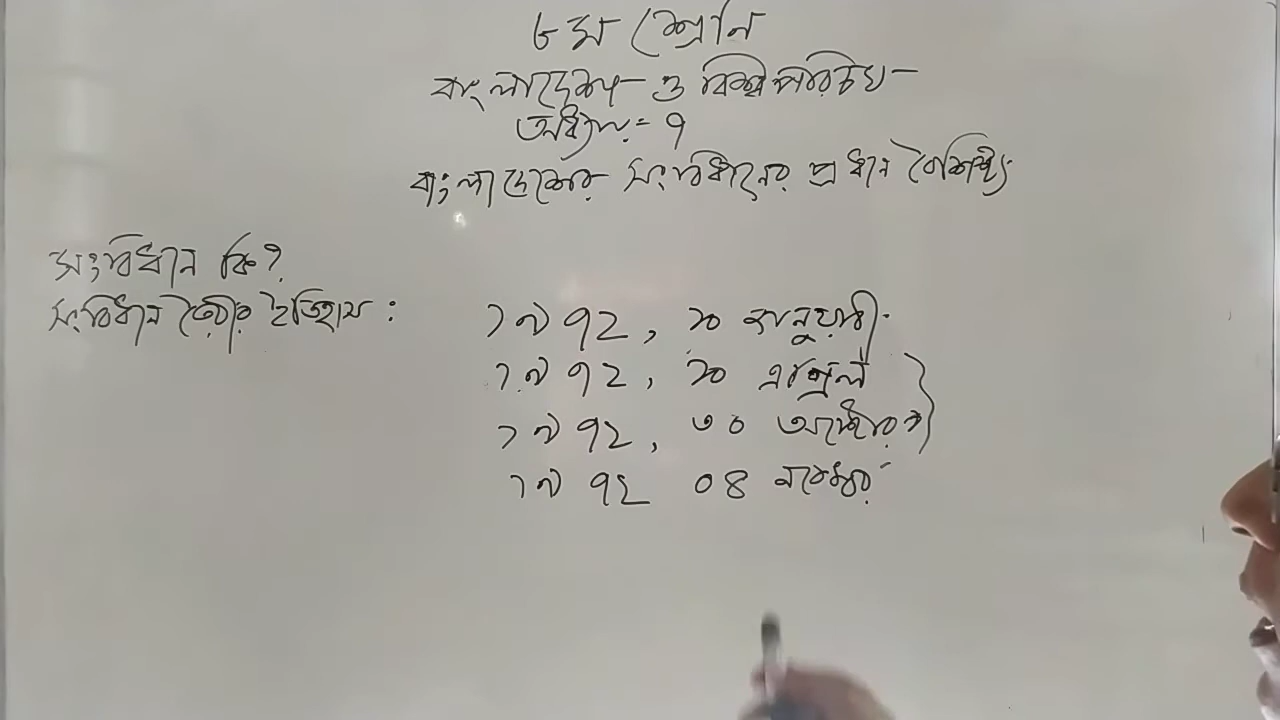 ৮ম শ্রেনি
বাংলাদেশ ও বিশ্বপরিচয়
অধ্যায়:- ৭
বাংলাদেশের সংবিধানের প্রধান বৈশিষ্ট্য
সংবিধান কি?
সংবিধান তৈরীর ইতিহাস : ১৯৭২, ১০ জানুয়ারী
১৯৭২, ১০ এপ্রিল
১৯৭২, ৩০ অক্টোবর
১৯৭২ ০৪ নভেম্বর